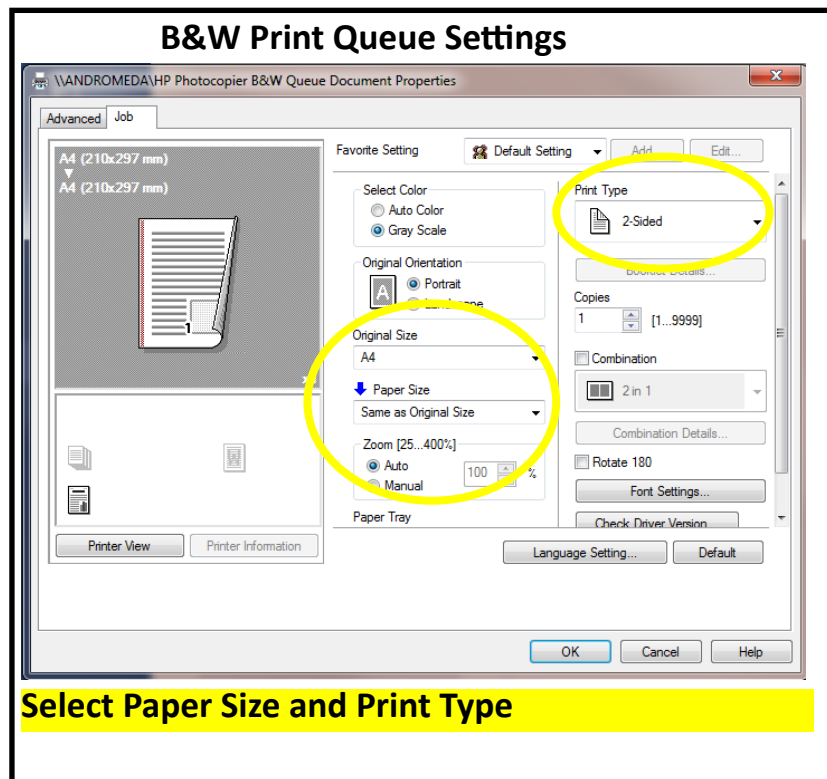 B&W Print Queue Settings
\\ANDROMEDA\HP Photocopier B&W Queue Document Properties
Advanced
Job
A4 (210x297 mm)
A4 (210x297 mm)
1
Favorite Setting
Default Setting
Add...
Edit...
Select Color
Auto Color
Gray Scale
Original Orientation
A
Portrait
Landscape
Original Size
A4
Paper Size
Same as Original Size
Zoom [25...400%]
Auto
Manual
100
%
Paper Tray
Print Type
2-Sided
Booklet Details...
Copies
1
[1...9999]
Combination
2 in 1
Combination Details...
Rotate 180
Font Settings...
Check Driver Version
Printer View
Printer Information
Language Setting...
Default
OK
Cancel
Help
Select Paper Size and Print Type